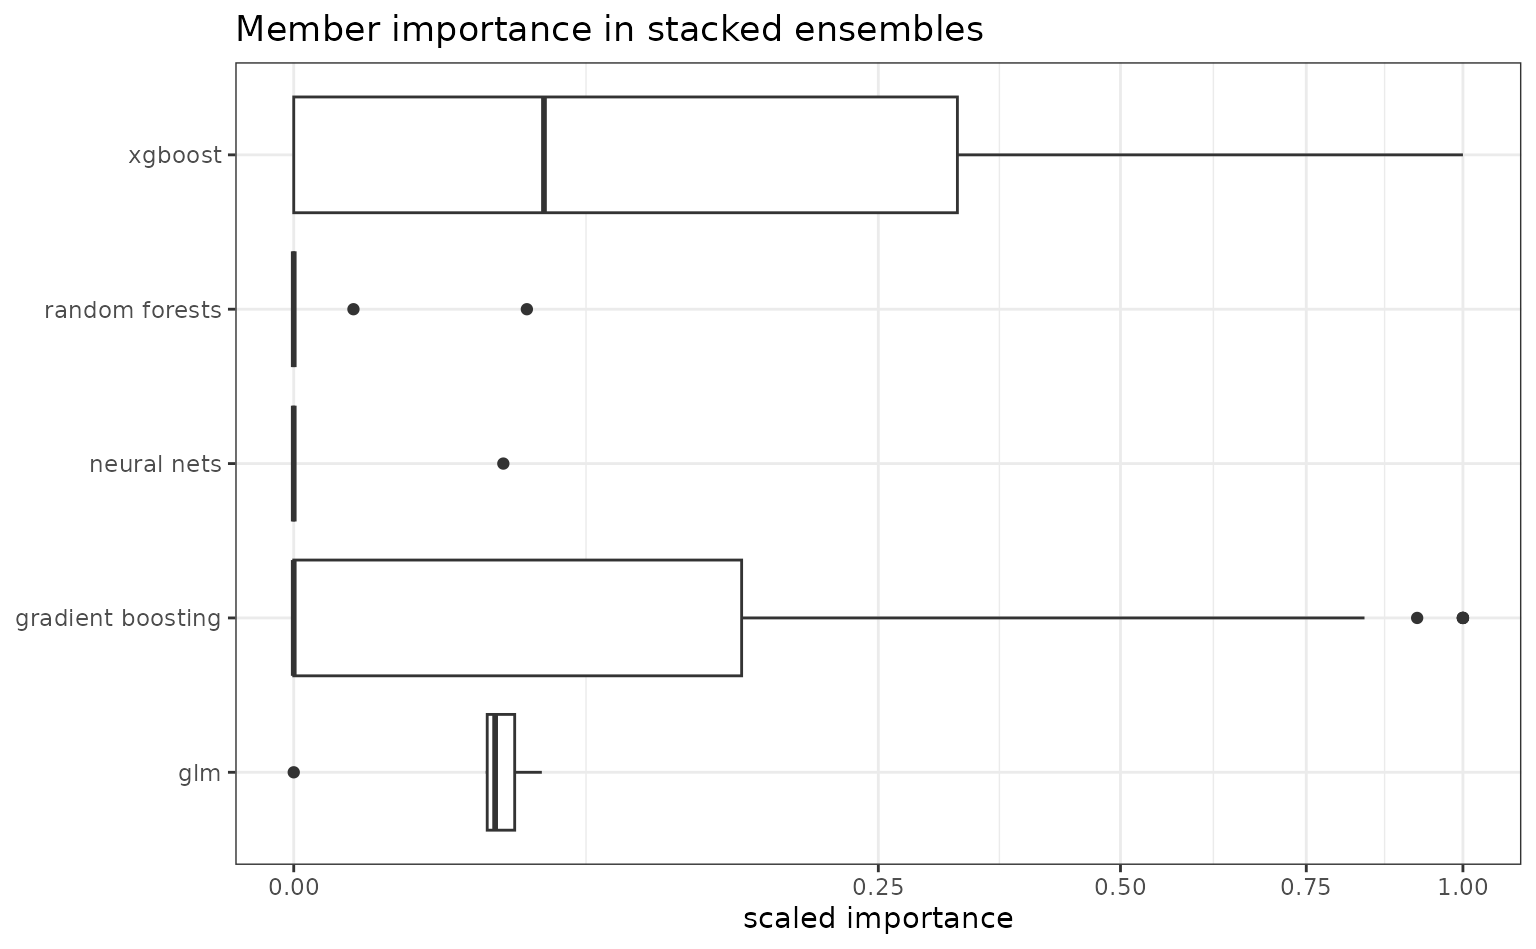 Member importance in stacked ensembles
xgboost
random forests
neural nets
gradient boosting
glm
0.00 0.25 0.50 0.75 1.00
scaled importance